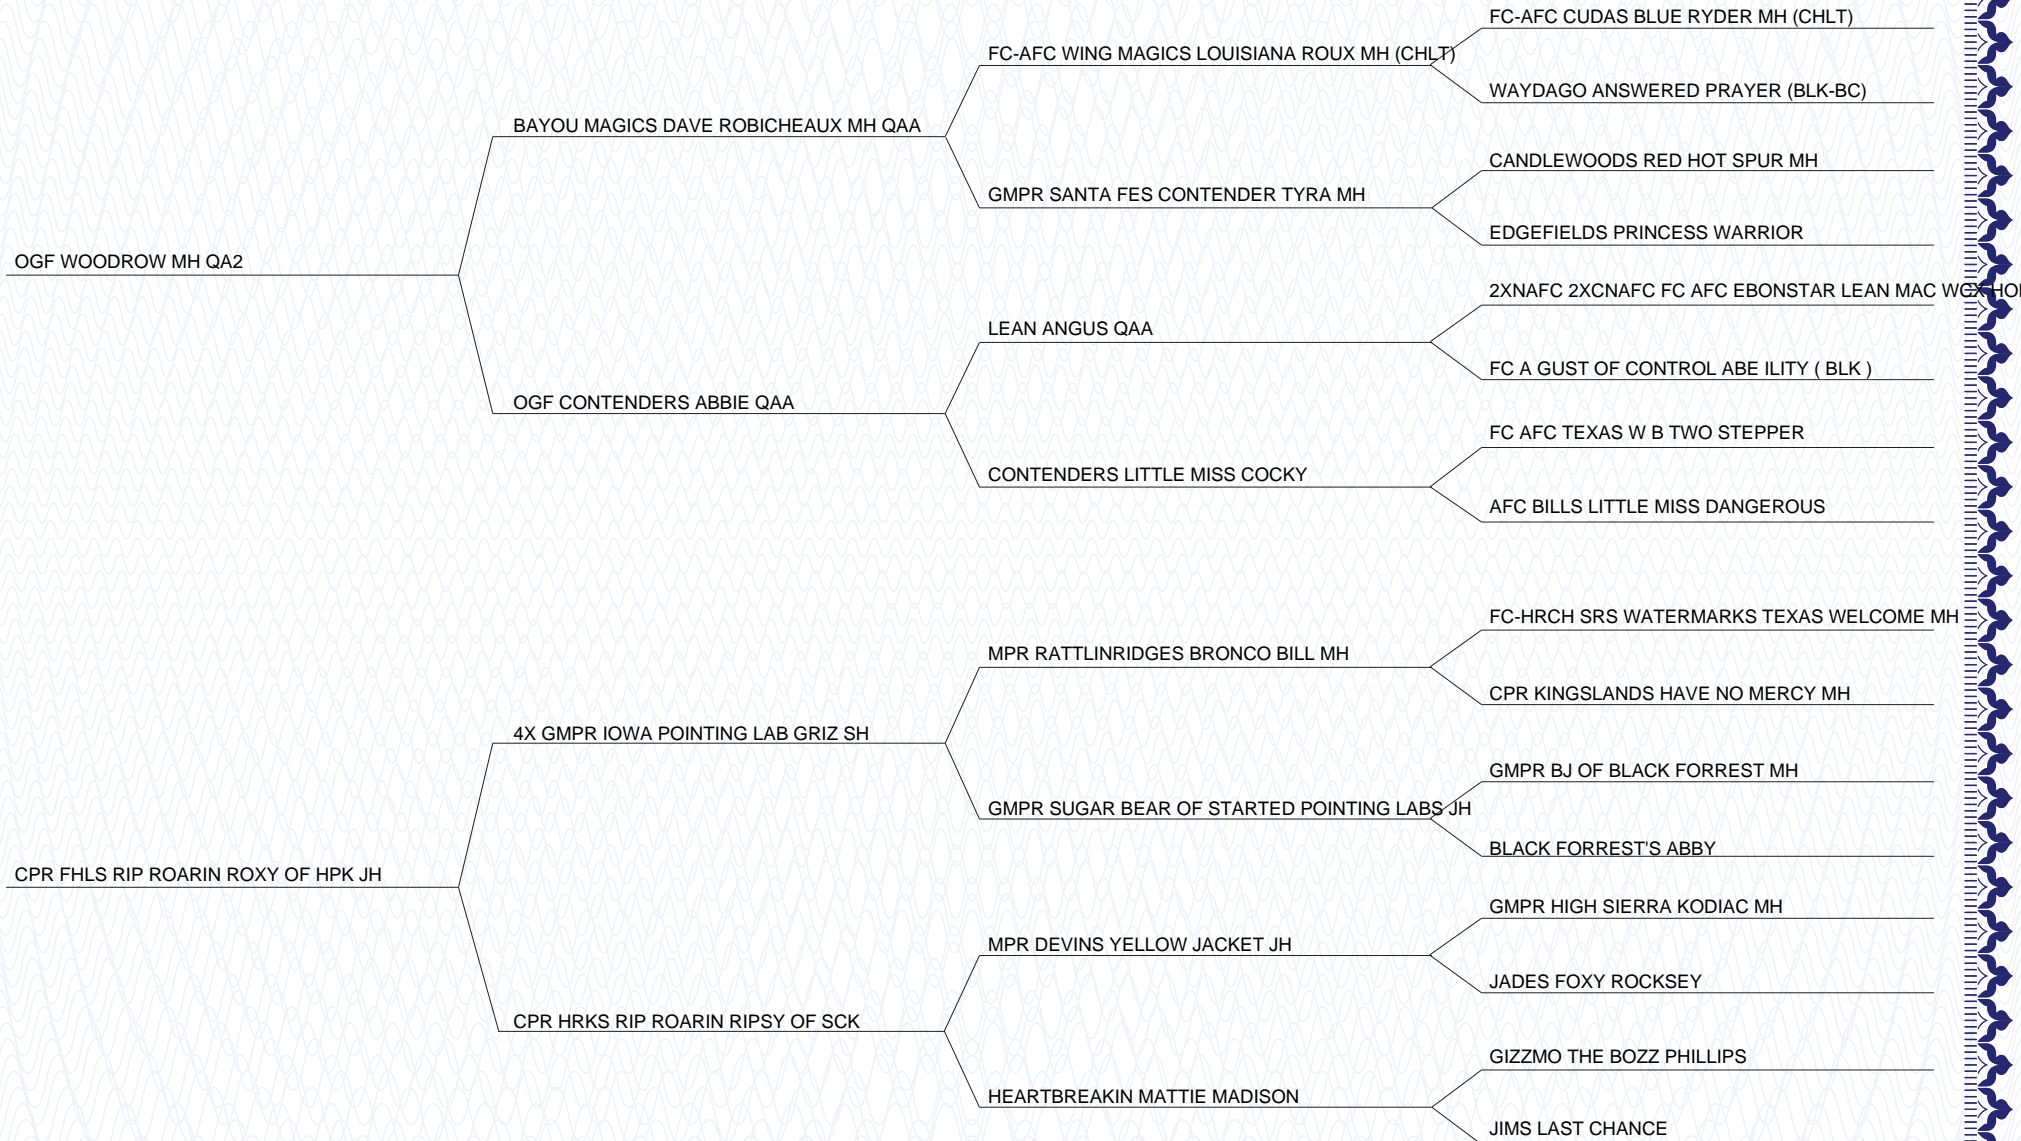 FC-AFC CUDAS BLUE RYDER MH (CHLT)
FC-AFC WING MAGICS LOUISIANA ROUX MH (CHLT)
WAYDAGO ANSWERED PRAYER (BLK-BC)
BAYOU MAGICS DAVE ROBICHEAUX MH QAA
CANDLEWOODS RED HOT SPUR MH
GMPR SANTA FES CONTENDER TYRA MH
EDGEFIELDS PRINCESS WARRIOR
OGF WOODROW MH QA2
2XNAFC 2XCNAFC FC AFC EBONSTAR LEAN MAC WCX
LEAN ANGUS QAA
FC A GUST OF CONTROL ABE ILITY ( BLK )
OGF CONTENDERS ABBIE QAA
FC AFC TEXAS W B TWO STEPPER
CONTENDERS LITTLE MISS COCKY
AFC BILLS LITTLE MISS DANGEROUS
FC-HRCH SRS WATERMARKS TEXAS WELCOME MH
MPR RATTLINRIDGES BRONCO BILL MH
CPR KINGSLANDS HAVE NO MERCY MH
4X GMPR IOWA POINTING LAB GRIZ SH
GMPR BJ OF BLACK FORREST MH
GMPR SUGAR BEAR OF STARTED POINTING LABS JH
BLACK FORREST'S ABBY
CPR FHLS RIP ROARIN ROXY OF HPK JH
GMPR HIGH SIERRA KODIAC MH
MPR DEVINS YELLOW JACKET JH
JADES FOXY ROCKSEY
CPR HRKS RIP ROARIN RIPSY OF SCK
GIZZMO THE BOZZ PHILLIPS
HEARTBREAKIN MATTIE MADISON
JIMS LAST CHANCE